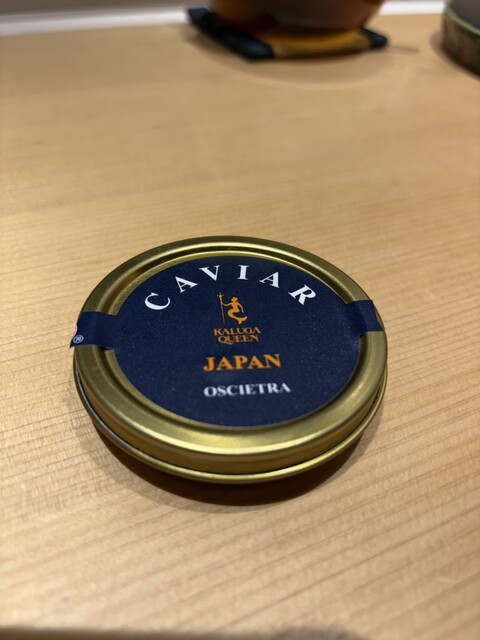 CAVIAR
KALUGA
QUEEN
JAPAN
OSCIETRA
®